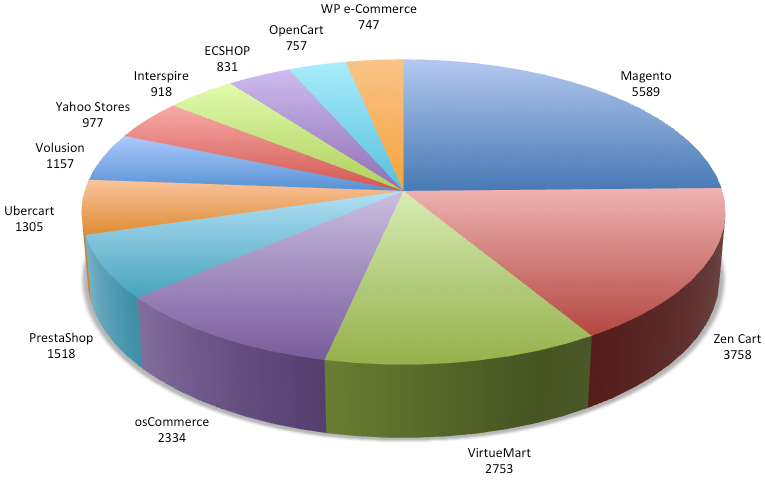 WP e-Commerce
747
OpenCart
757
ECSHOP
831
Interspire
918
Yahoo Stores
977
Volusion
1157
Ubercart
1305
PrestaShop
1518
osCommerce
2334
VirtueMart
2753
Zen Cart
3758
Magento
5589